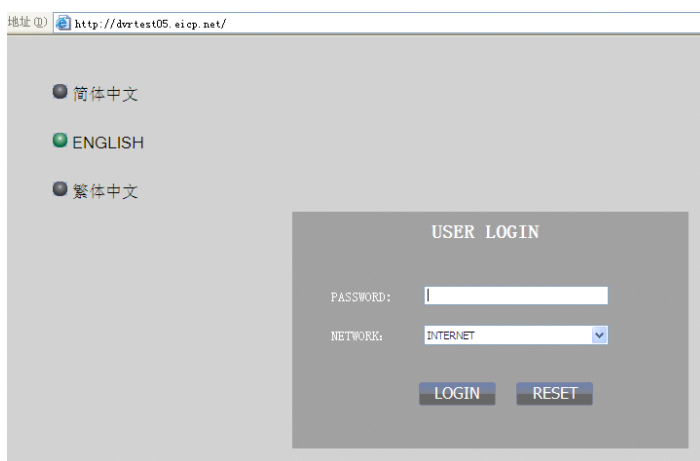 地址(D) http://dvrtest05.eicp.net/
简体中文
ENGLISH
繁体中文
USER LOGIN
PASSWORD:
NETWORK: INTERNET
LOGIN RESET